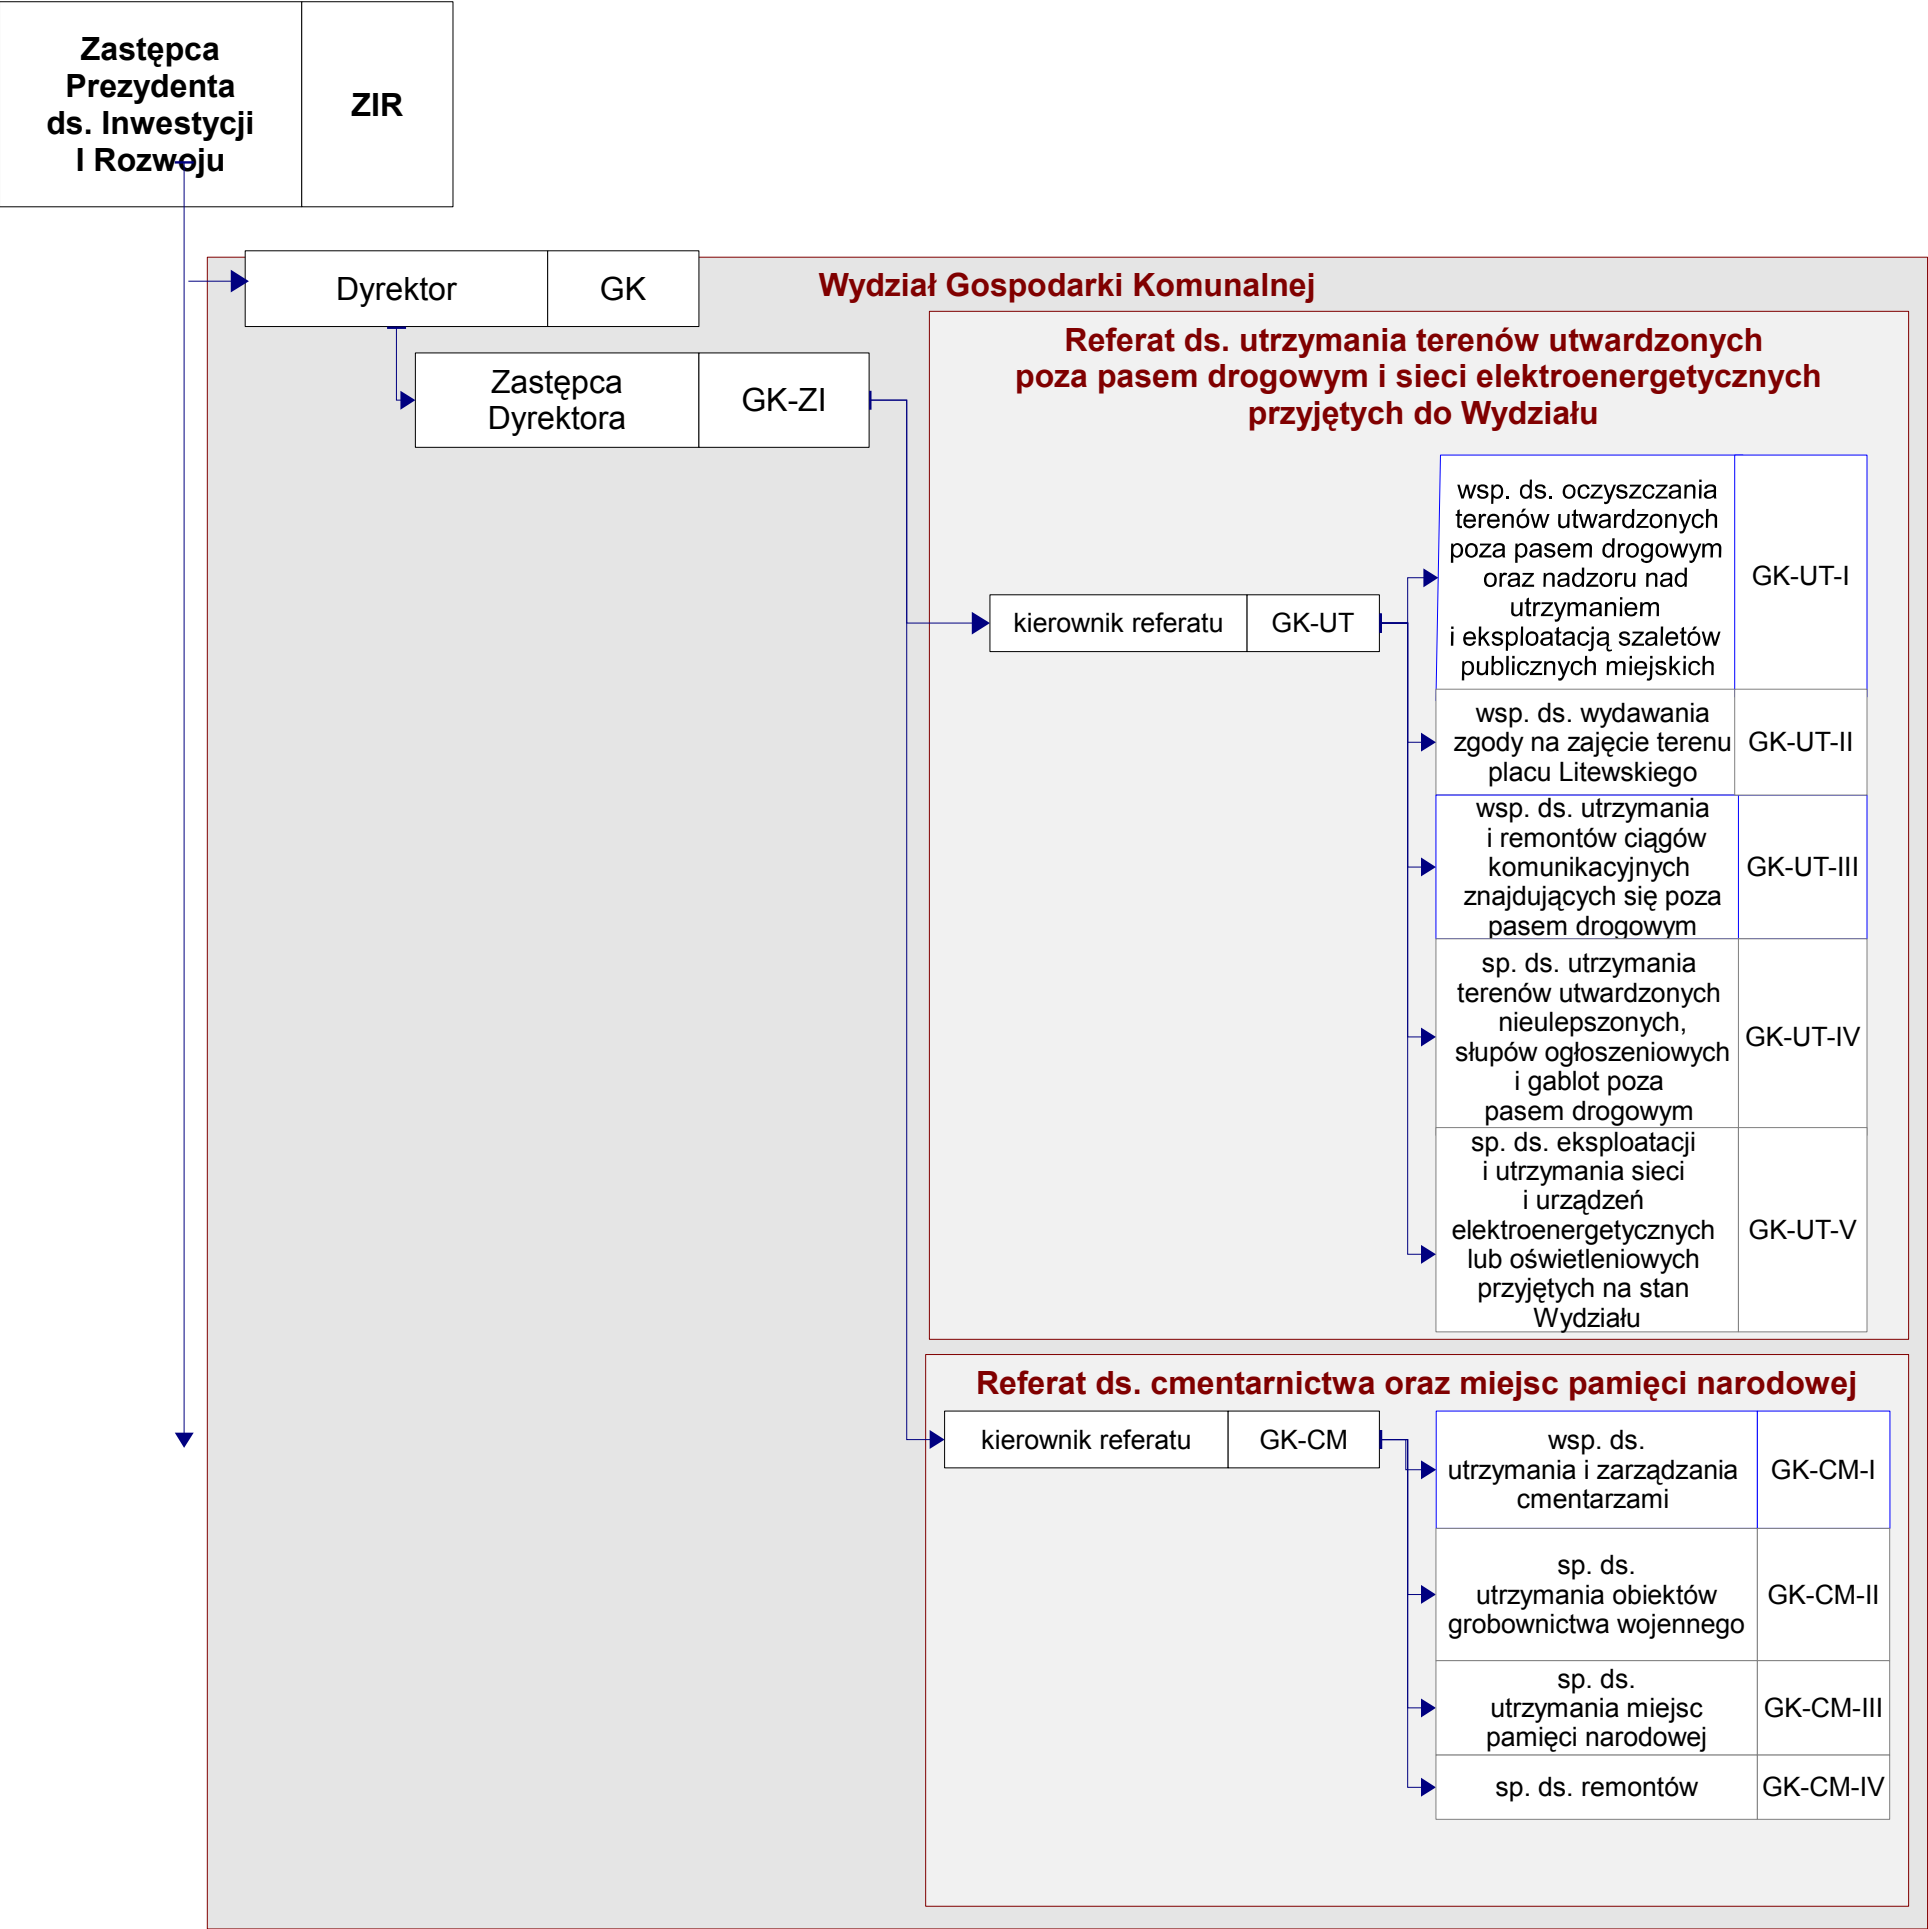 Zastępca
Prezydenta
ds. Inwestycji
I Rozwoju
ZIR
Dyrektor
GK
Wydział Gospodarki Komunalnej
Zastępca
Dyrektora
GK-ZI
Referat ds. utrzymania terenów utwardzonych
poza pasem drogowym i sieci elektroenergetycznych
przyjętych do Wydziału
kierownik referatu
GK-UT
wsp. ds. oczyszczania
terenów utwardzonych
poza pasem drogowym
oraz nadzoru nad
utrzymaniem
i eksploatacją szaletów
publicznych miejskich
GK-UT-I
wsp. ds. wydawania
zgody na zajęcie terenu
placu Litewskiego
GK-UT-II
wsp. ds. utrzymania
i remontów ciągów
komunikacyjnych
znajdujących się poza
pasem drogowym
GK-UT-III
sp. ds. utrzymania
terenów utwardzonych
nieulepszonych,
słupów ogłoszeniowych
i gablot poza
pasem drogowym
GK-UT-IV
sp. ds. eksploatacji
i utrzymania sieci
i urządzeń
elektroenergetycznych
lub oświetleniowych
przyjętych na stan
Wydziału
GK-UT-V
Referat ds. cmentarnictwa oraz miejsc pamięci narodowej
kierownik referatu
GK-CM
wsp. ds.
utrzymania i zarządzania
cmentarzami
GK-CM-I
sp. ds.
utrzymania obiektów
grobownictwa wojennego
GK-CM-II
sp. ds.
utrzymania miejsc
pamięci narodowej
GK-CM-III
sp. ds. remontów
GK-CM-IV